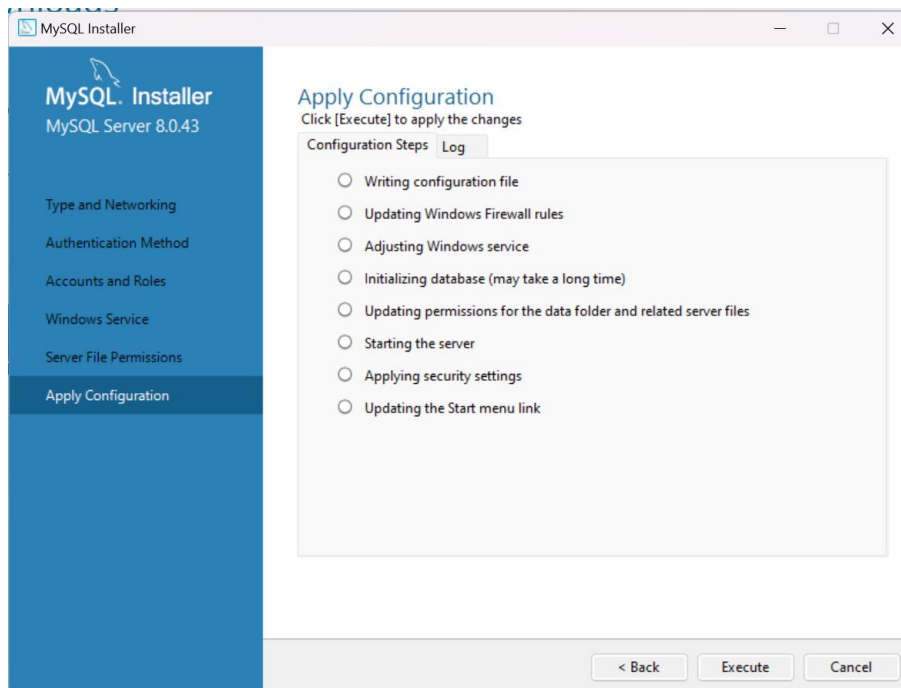 MySQL Installer
MySQL. Installer
MySQL Server 8.0.43
Type and Networking
Authentication Method
Accounts and Roles
Windows Service
Server File Permissions
Apply Configuration
Apply Configuration
Click [Execute] to apply the changes
Configuration Steps Log
Writing configuration file
Updating Windows Firewall rules
Adjusting Windows service
Initializing database (may take a long time)
Updating permissions for the data folder and related server files
Starting the server
Applying security settings
Updating the Start menu link
< Back Execute Cancel